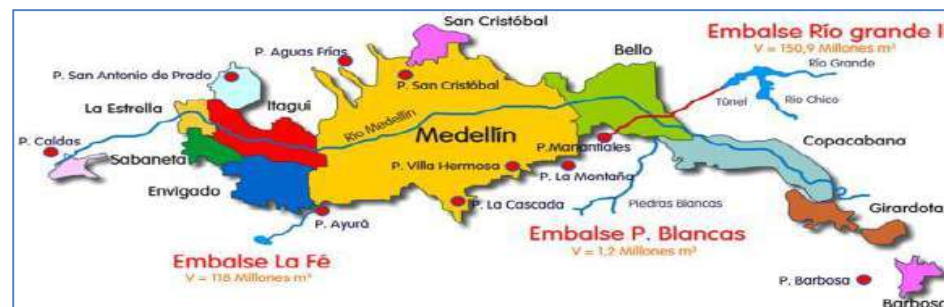 San Cristóbal
Embalse Río grande I
V = 150,9 Millones m³
Bello
Río Grande
P. Aguas Frías
P. San Antonio de Prado
P. San Cristóbal
Túnel
Río Chico
La Estrella
Itaguí
Río Medellín
Medellín
P. Caldas
P. Manantiales
Copacabana
Sabaneta
P. Villa Hermosa
P. La Montaña
Envigado
P. La Cascada
Piedras Blancas
Girardota
P. Ayurá
Embalse La Fé
V = 118 Millones m³
Embalse P. Blancas
V = 1,2 Millones m³
P. Barbosa
Barbosa